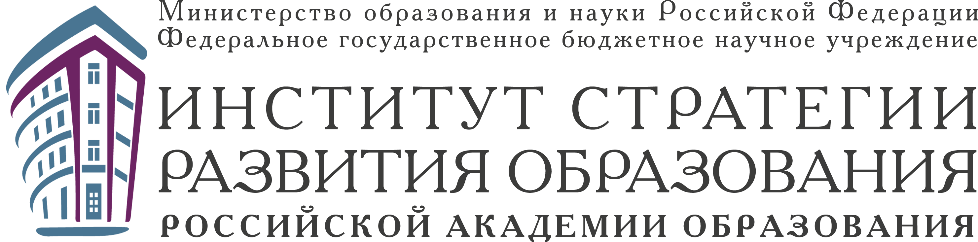 Министерство образования и науки Российской Федерации
Федеральное государственное бюджетное научное учреждение
ИНСТИТУТ СТРАТЕГИИ
РАЗВИТИЯ ОБРАЗОВАНИЯ
РОССИЙСКОЙ АКАДЕМИИ ОБРАЗОВАНИЯ